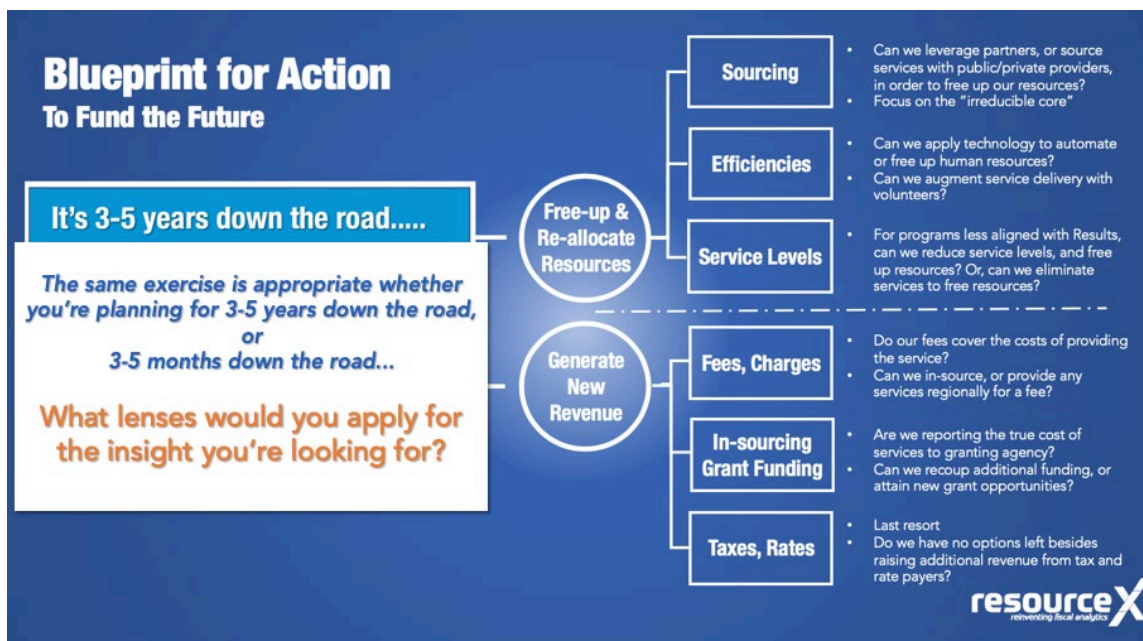 Blueprint for Action
To Fund the Future
It's 3-5 years down the road.....
The same exercise is appropriate whether
you're planning for 3-5 years down the road,
or
3-5 months down the road...
What lenses would you apply for
the insight you're looking for?
Free-up &
Re-allocate
Resources
Sourcing
• Can we leverage partners, or source
services with public/private providers,
in order to free up our resources?
• Focus on the "irreducible core"
Efficiencies
• Can we apply technology to automate
or free up human resources?
• Can we augment service delivery with
volunteers?
Service Levels
• For programs less aligned with Results,
can we reduce service levels, and free
up resources? Or, can we eliminate
services to free resources?
Generate
New
Revenue
Fees, Charges
• Do our fees cover the costs of providing
the service?
• Can we in-source, or provide any
services regionally for a fee?
In-sourcing
Grant Funding
• Are we reporting the true cost of
services to granting agency?
• Can we recoup additional funding, or
attain new grant opportunities?
Taxes, Rates
• Last resort
• Do we have no options left besides
raising additional revenue from tax and
rate payers?
resourceX
reinventing fiscal analytics